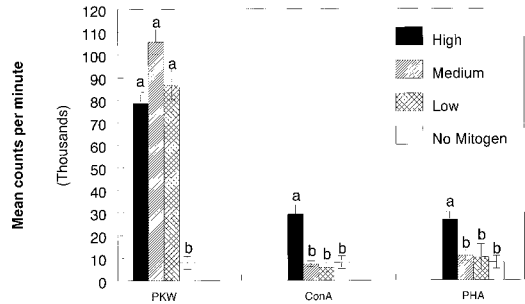 Mean counts per minute
(Thousands)
120
110
100
90
80
70
60
50
40
30
20
10
0
High
Medium
Low
No Mitogen
a
a
a
b
a
b
b
b
a
b
b
b
PKW
ConA
PHA